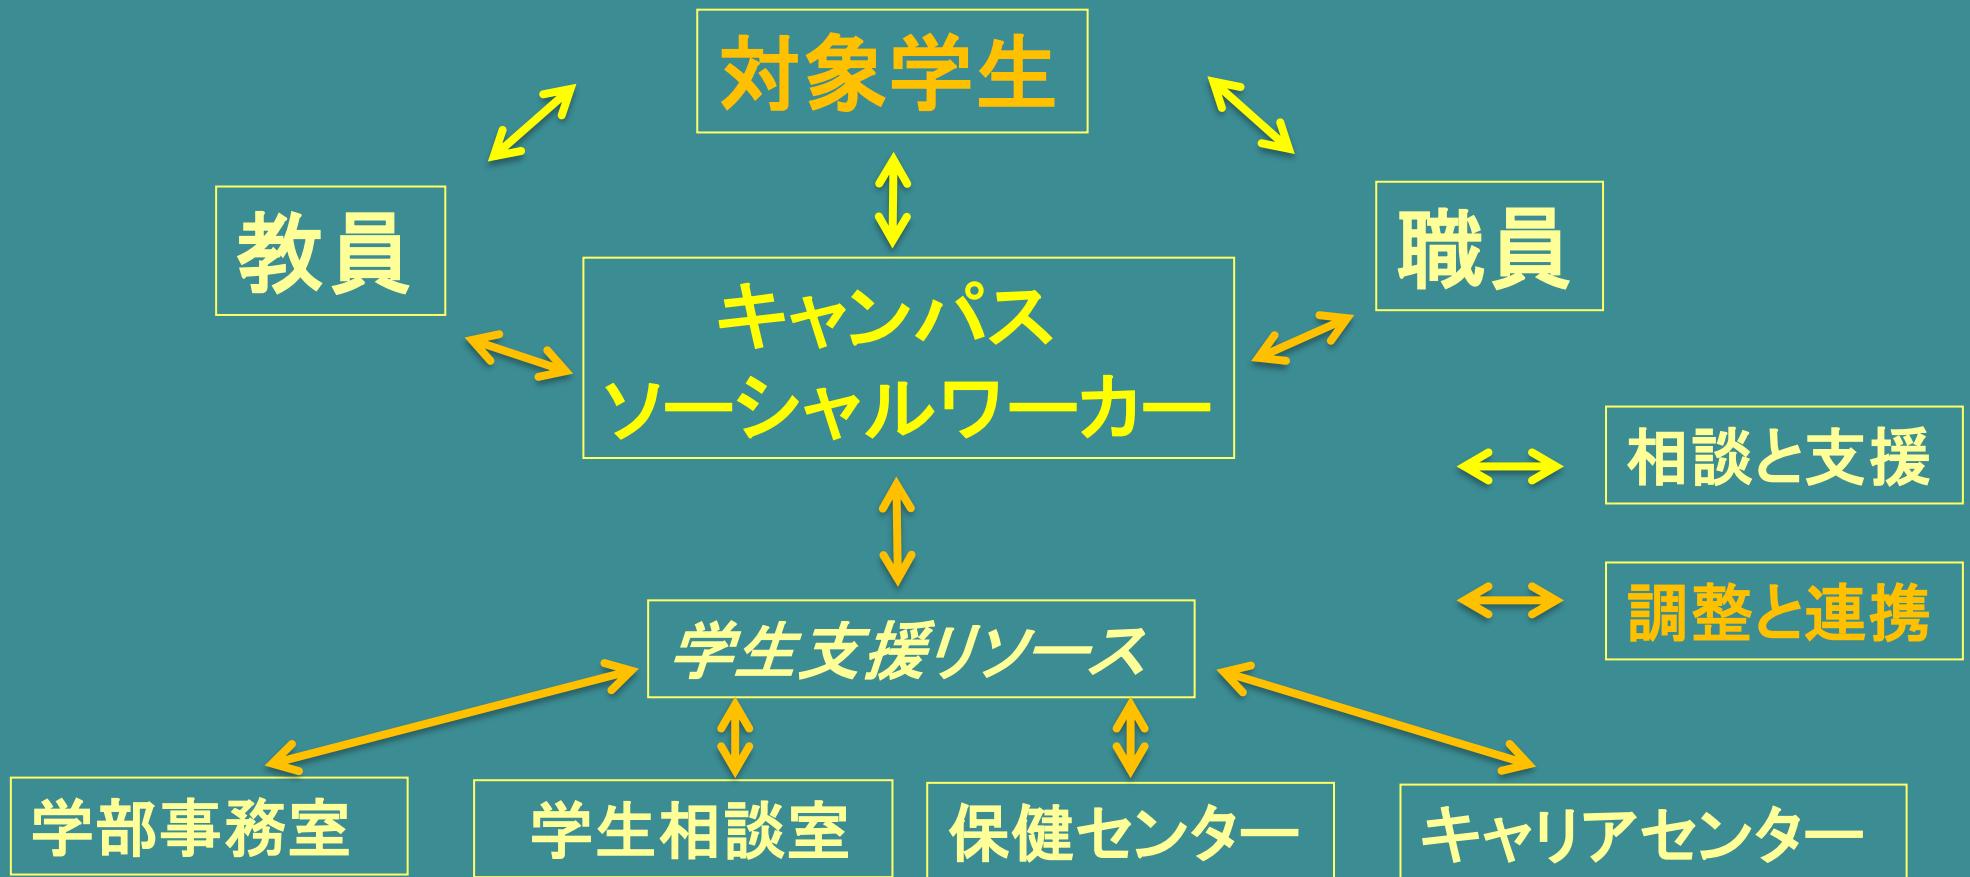 対象学生
教員
職員
キャンパス
ソーシャルワーカー
相談と支援
調整と連携
学生支援リソース
学部事務室
学生相談室
保健センター
キャリアセンター